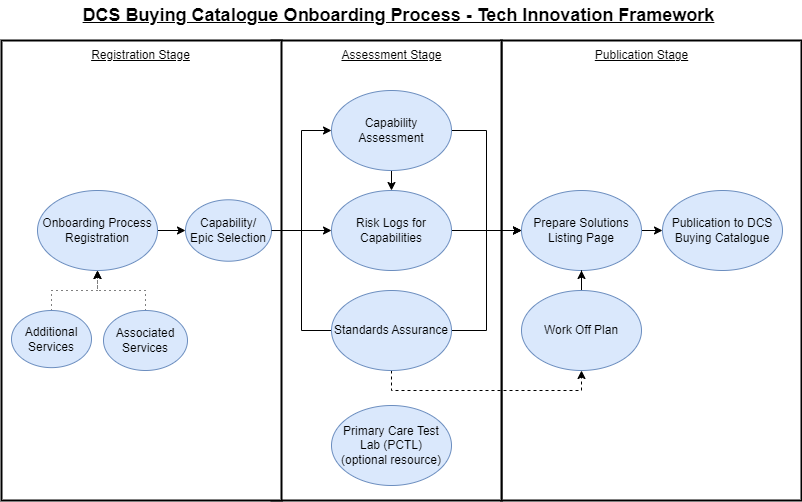 DCS Buying Catalogue Onboarding Process - Tech Innovation Framework
Registration Stage
Assessment Stage
Publication Stage
Capability
Assessment
Onboarding Process
Registration
Capability/
Epic Selection
Risk Logs for
Capabilities
Prepare Solutions
Listing Page
Publication to DCS
Buying Catalogue
Additional
Services
Associated
Services
Standards Assurance
Work Off Plan
Primary Care Test
Lab (PCTL)
(optional resource)